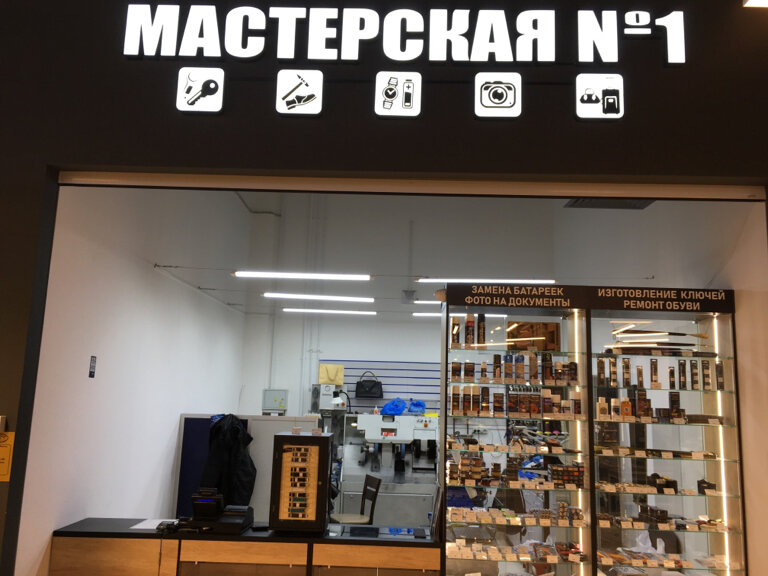 МАСТЕРСКАЯ №1
ЗАМЕНА БАТАРЕЕК
ФОТО НА ДОКУМЕНТЫ
ИЗГОТОВЛЕНИЕ КЛЮЧЕЙ
РЕМОНТ ОБУВИ